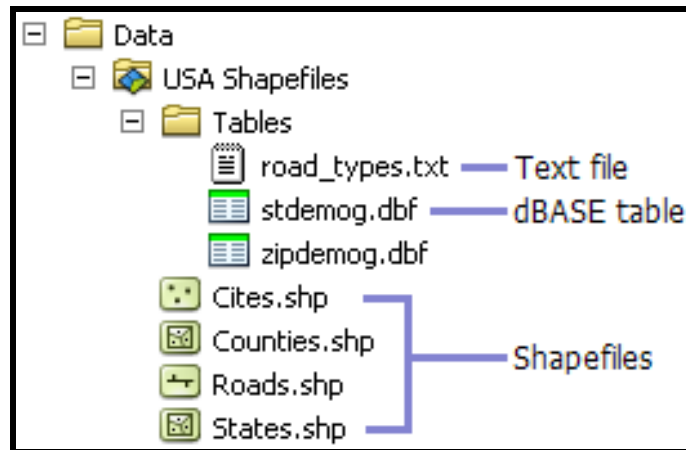 Data
USA Shapefiles
Tables
road_types.txt Text file
stdemog.dbf dBASE table
zipdemog.dbf
Cites.shp
Counties.shp
Shapefiles
Roads.shp
States.shp